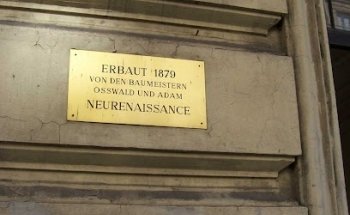 ERBAUT 1879
VON DEN BAUMEISTERN
OSSWALD UND ADAM
NEURENAISSANCE